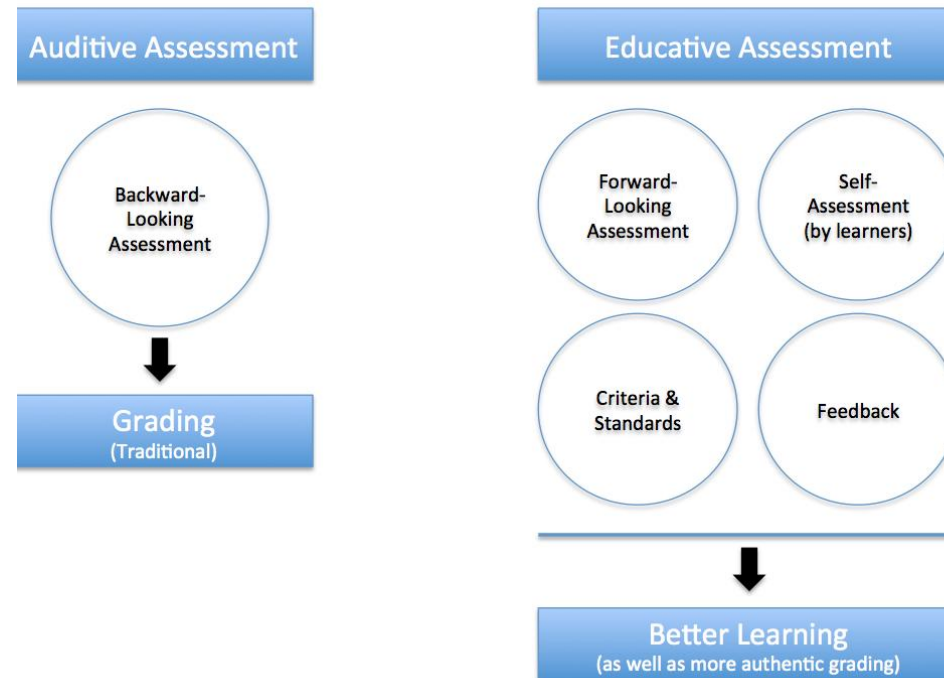 Auditive Assessment
Backward-
Looking
Assessment
Grading
(Traditional)
Educative Assessment
Forward-
Looking
Assessment
Self-
Assessment
(by learners)
Criteria &
Standards
Feedback
Better Learning
(as well as more authentic grading)